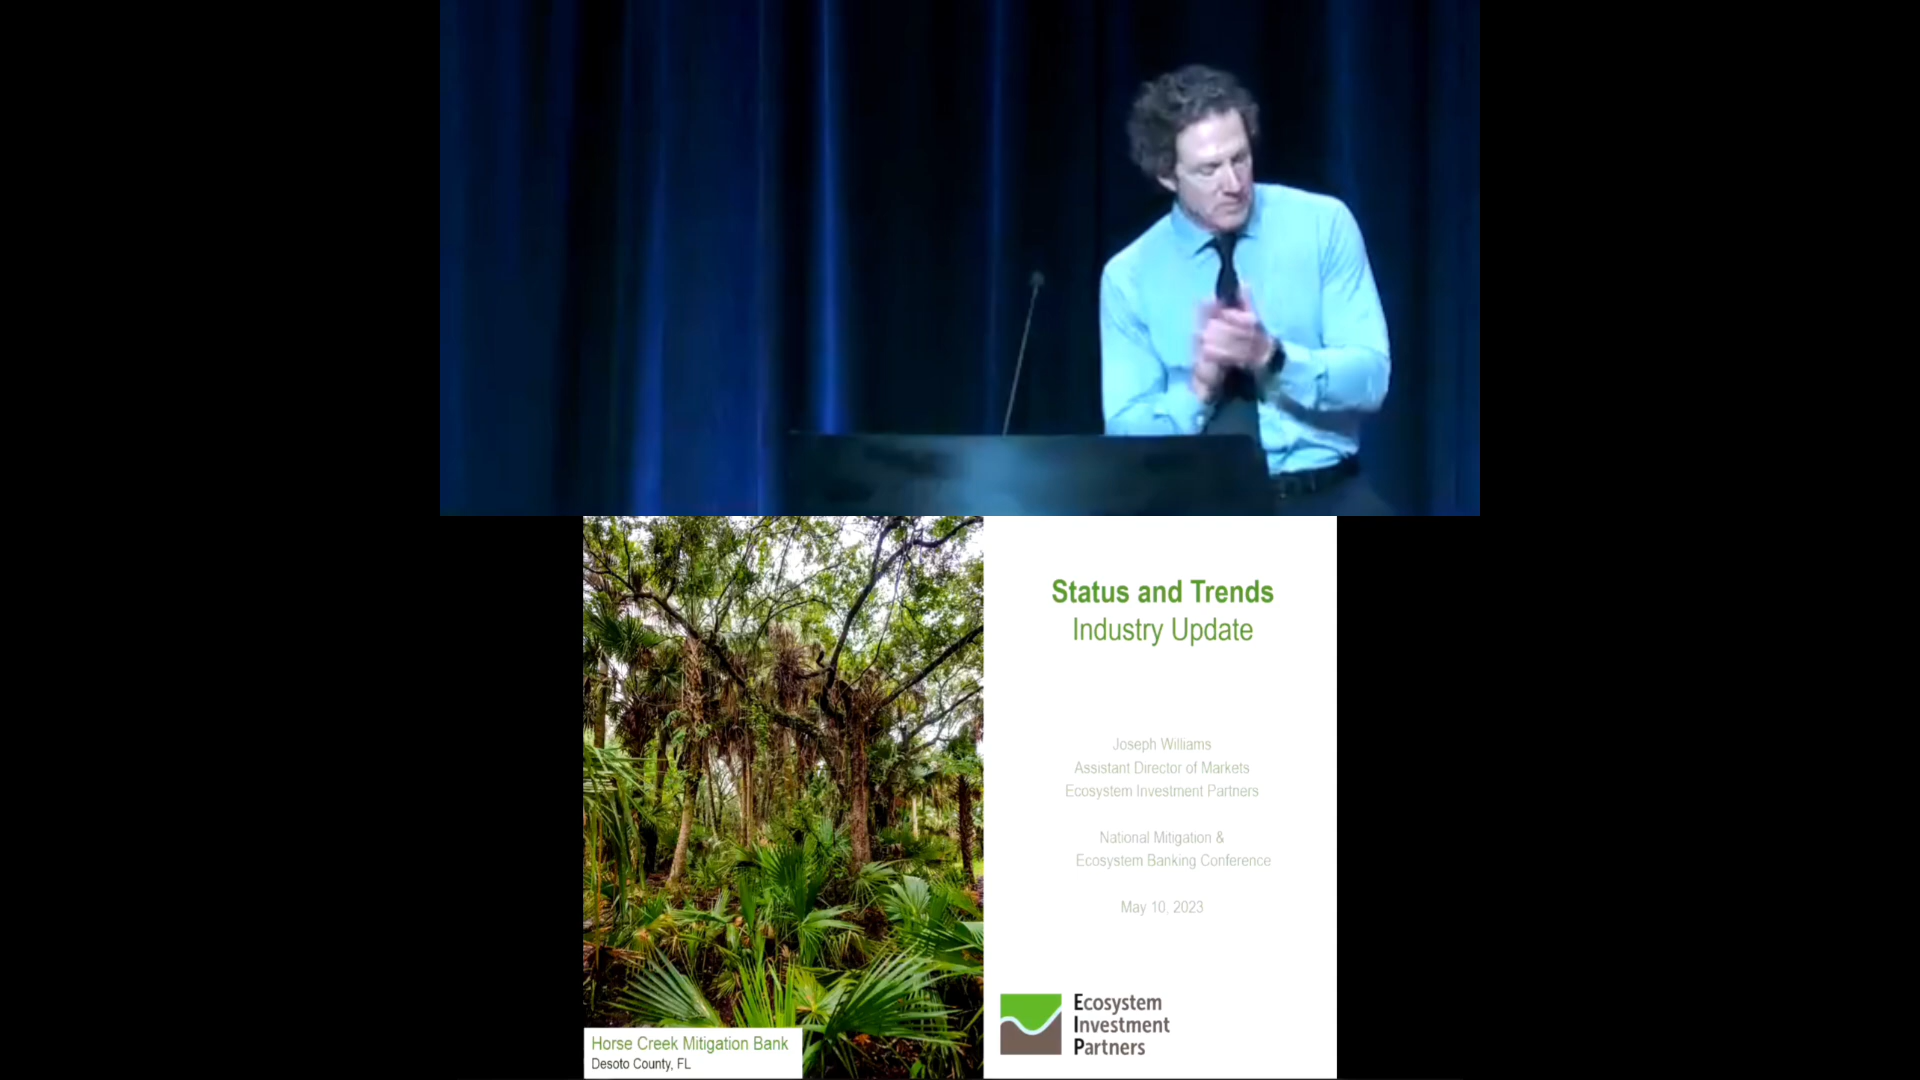 Status and Trends
Industry Update
Joseph Williams
Assistant Director of Markets
Ecosystem Investment Partners
National Mitigation &
Ecosystem Banking Conference
May 10, 2023
Ecosystem
Investment
Partners
Horse Creek Mitigation Bank
Desoto County, FL